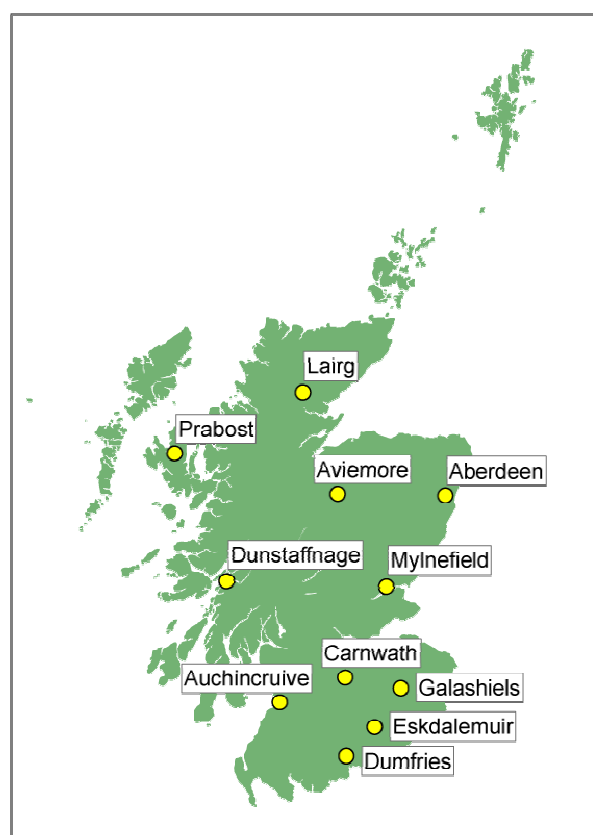 Lairg
Prabost
Aviemore
Aberdeen
Dunstaffnage
Mylnefield
Carnwath
Auchincruive
Galashiels
Eskdalemuir
Dumfries